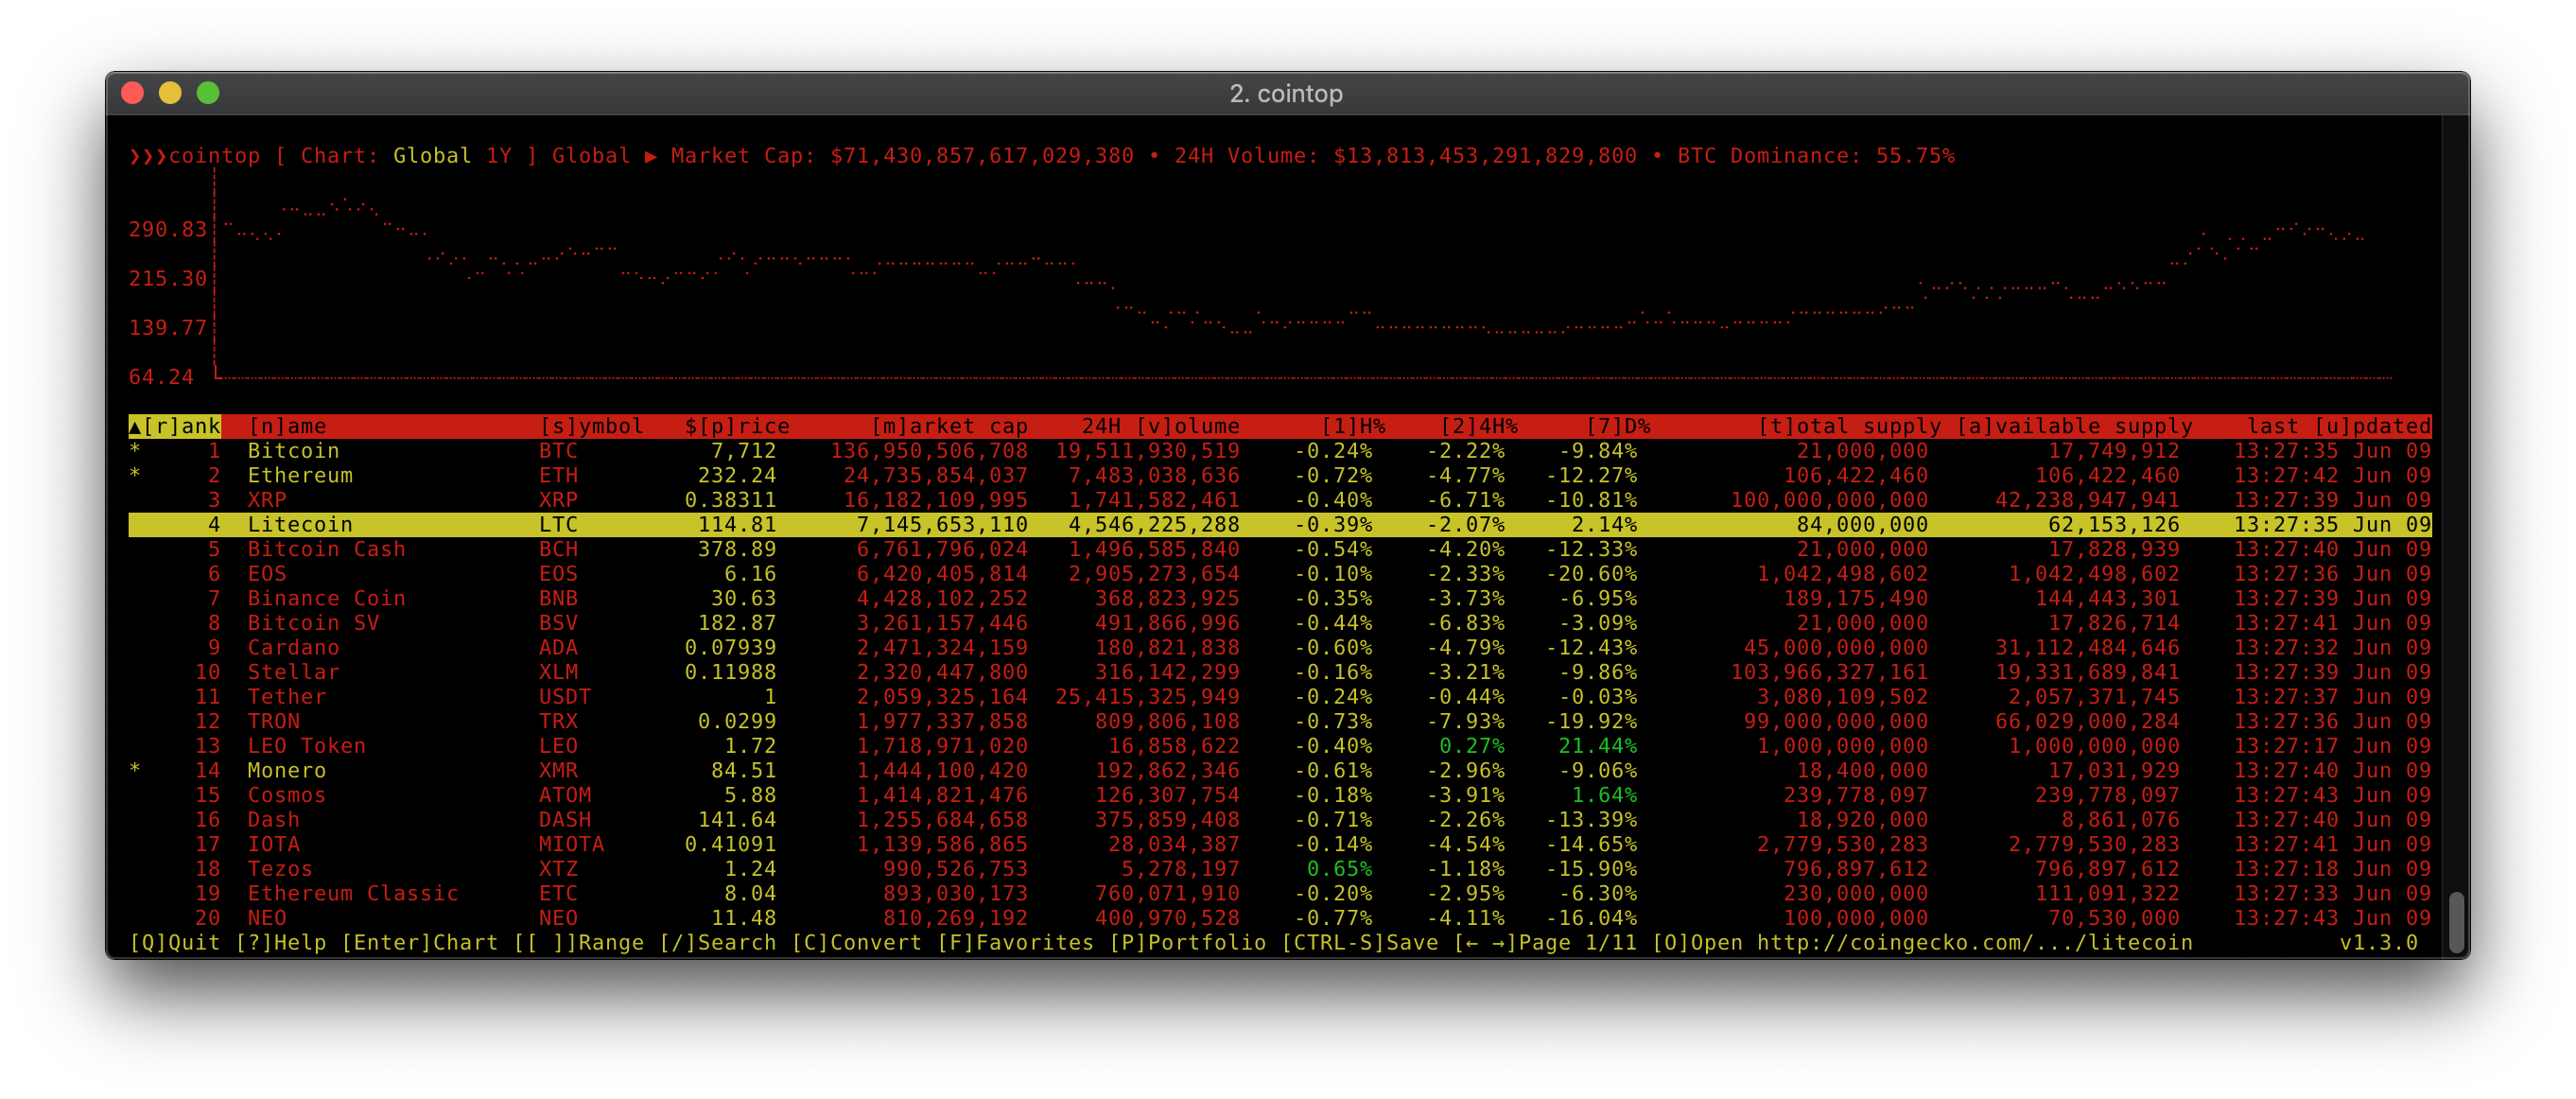 2. cointop
❯❯❯cointop [ Chart: Global 1Y ] Global ▶ Market Cap: $71,430,857,617,029,380 • 24H Volume: $13,813,453,291,829,800 • BTC Dominance: 55.75%
290.83
215.30
139.77
64.24
▲[r]ank [n]ame [s]ymbol $[p]rice [m]arket cap 24H [v]olume [1]H% [2]4H% [7]D% [t]otal supply [a]vailable supply last [u]pdated
* 1 Bitcoin BTC 7,712 136,950,506,708 19,511,930,519 -0.24% -2.22% -9.84% 21,000,000 17,749,912 13:27:35 Jun 09
* 2 Ethereum ETH 232.24 24,735,854,037 7,483,038,636 -0.72% -4.77% -12.27% 106,422,460 106,422,460 13:27:42 Jun 09
3 XRP XRP 0.38311 16,182,109,995 1,741,582,461 -0.40% -6.71% -10.81% 100,000,000,000 42,238,947,941 13:27:39 Jun 09
4 Litecoin LTC 114.81 7,145,653,110 4,546,225,288 -0.39% -2.07% 2.14% 84,000,000 62,153,126 13:27:35 Jun 09
5 Bitcoin Cash BCH 378.89 6,761,796,024 1,496,585,840 -0.54% -4.20% -12.33% 21,000,000 17,828,939 13:27:40 Jun 09
6 EOS EOS 6.16 6,420,405,814 2,905,273,654 -0.10% -2.33% -20.60% 1,042,498,602 1,042,498,602 13:27:36 Jun 09
7 Binance Coin BNB 30.63 4,428,102,252 368,823,925 -0.35% -3.73% -6.95% 189,175,490 144,443,301 13:27:39 Jun 09
8 Bitcoin SV BSV 182.87 3,261,157,446 491,866,996 -0.44% -6.83% -3.09% 21,000,000 17,826,714 13:27:41 Jun 09
9 Cardano ADA 0.07939 2,471,324,159 180,821,838 -0.60% -4.79% -12.43% 45,000,000,000 31,112,484,646 13:27:32 Jun 09
10 Stellar XLM 0.11988 2,320,447,800 316,142,299 -0.16% -3.21% -9.86% 103,966,327,161 19,331,689,841 13:27:39 Jun 09
11 Tether USDT 1 2,059,325,164 25,415,325,949 -0.24% -0.44% -0.03% 3,080,109,502 2,057,371,745 13:27:37 Jun 09
12 TRON TRX 0.0299 1,977,337,858 809,806,108 -0.73% -7.93% -19.92% 99,000,000,000 66,029,000,284 13:27:36 Jun 09
13 LEO Token LEO 1.72 1,718,971,020 16,858,622 -0.40% 0.27% 21.44% 1,000,000,000 1,000,000,000 13:27:17 Jun 09
* 14 Monero XMR 84.51 1,444,100,420 192,862,346 -0.61% -2.96% -9.06% 18,400,000 17,031,929 13:27:40 Jun 09
15 Cosmos ATOM 5.88 1,414,821,476 126,307,754 -0.18% -3.91% 1.64% 239,778,097 239,778,097 13:27:43 Jun 09
16 Dash DASH 141.64 1,255,684,658 375,859,408 -0.71% -2.26% -13.39% 18,920,000 8,861,076 13:27:40 Jun 09
17 IOTA MIOTA 0.41091 1,139,586,865 28,034,387 -0.14% -4.54% -14.65% 2,779,530,283 2,779,530,283 13:27:41 Jun 09
18 Tezos XTZ 1.24 990,526,753 5,278,197 0.65% -1.18% -15.90% 796,897,612 796,897,612 13:27:18 Jun 09
19 Ethereum Classic ETC 8.04 893,030,173 760,071,910 -0.20% -2.95% -6.30% 230,000,000 111,091,322 13:27:33 Jun 09
20 NEO NEO 11.48 810,269,192 400,970,528 -0.77% -4.11% -16.04% 100,000,000 70,530,000 13:27:43 Jun 09
[Q]Quit [?]Help [Enter]Chart [[ ]]Range [/]Search [C]Convert [F]Favorites [P]Portfolio [CTRL-S]Save [← →]Page 1/11 [O]Open http://coingecko.com/.../litecoin v1.3.0